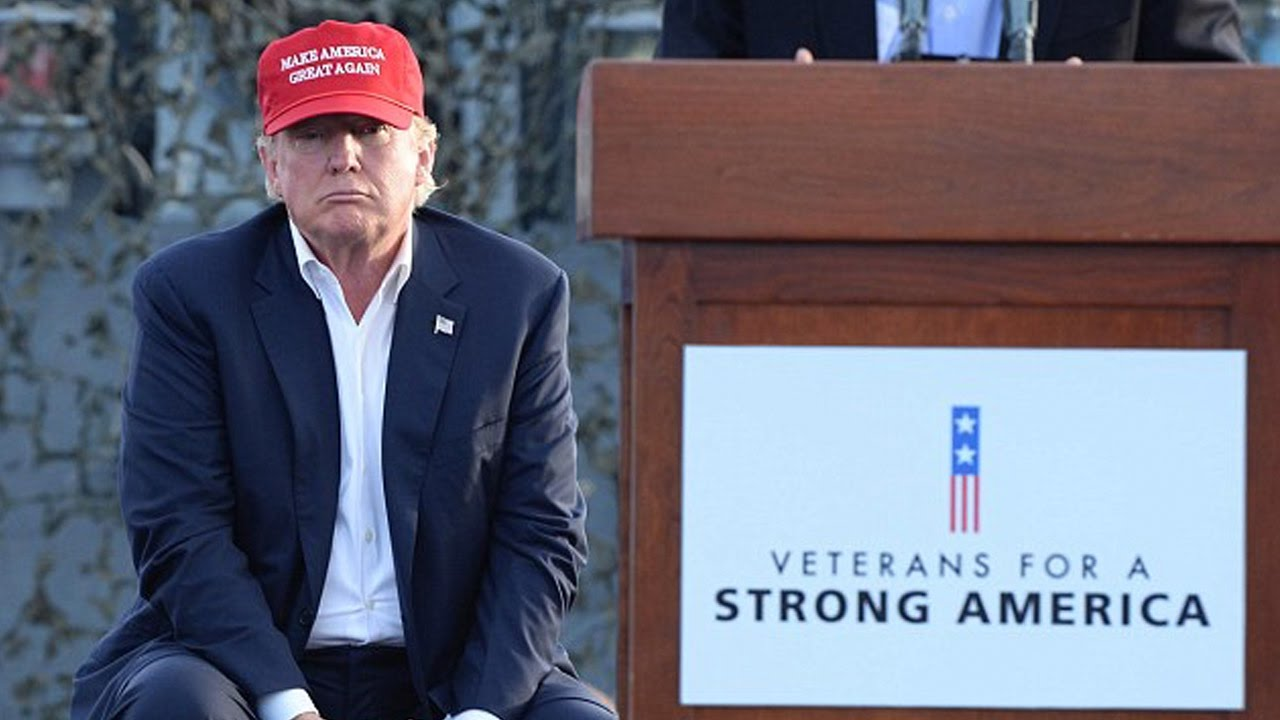 MAKE AMERICA
GREAT AGAIN
VETERANS FOR A
STRONG AMERICA